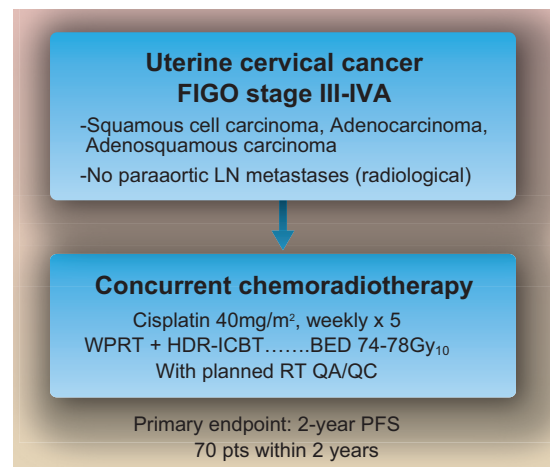 Uterine cervical cancer
FIGO stage III-IVA
-Squamous cell carcinoma, Adenocarcinoma,
Adenosquamous carcinoma
-No paraaortic LN metastases (radiological)
Concurrent chemoradiotherapy
Cisplatin 40mg/m², weekly x 5
WPRT + HDR-ICBT.......BED 74-78Gy₁₀
With planned RT QA/QC
Primary endpoint: 2-year PFS
70 pts within 2 years